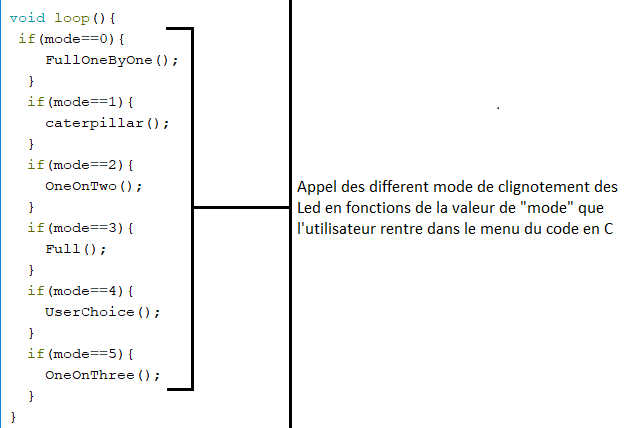 void loop(){
if(mode==0){
FullOneByOne();
}
if(mode==1){
caterpillar();
}
if(mode==2){
OneOnTwo();
}
if(mode==3){
Full();
}
if(mode==4){
UserChoice();
}
if(mode==5){
OneOnThree();
}
}
.
Appel des different mode de clignotement des
Led en fonctions de la valeur de "mode" que
l'utilisateur rentre dans le menu du code en C